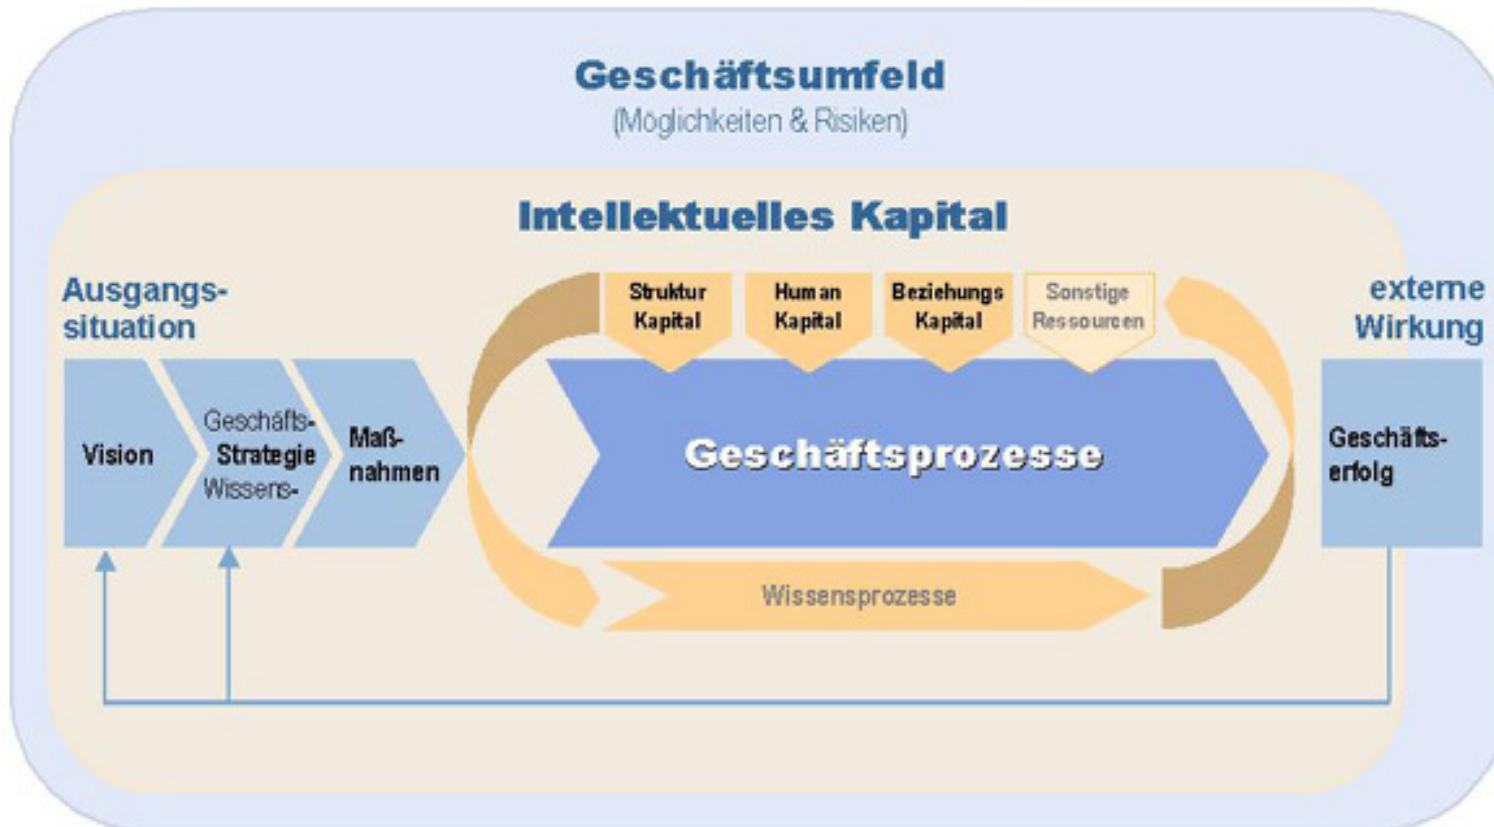 Geschäftsumfeld
(Möglichkeiten & Risiken)
Intellektuelles Kapital
Ausgangs-
situation
Struktur
Kapital
Human
Kapital
Beziehungs
Kapital
Sonstige
Ressourcen
externe
Wirkung
Vision
Geschäfts-
Strategie
Wissens-
Maß-
nahmen
Geschäftsprozesse
Geschäfts-
erfolg
Wissensprozesse